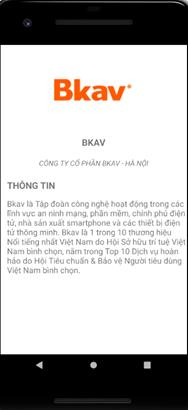 Bkav®
BKAV
CÔNG TY CỔ PHẦN BKAV - HÀ NỘI
THÔNG TIN
Bkav là Tập đoàn công nghệ hoạt động trong các
lĩnh vực an ninh mạng, phần mềm, chính phủ điện
tử, nhà sản xuất smartphone và các thiết bị điện
tử thông minh. Bkav là 1 trong 10 thương hiệu
Nổi tiếng nhất Việt Nam do Hội Sở hữu trí tuệ Việt
Nam bình chọn, nằm trong Top 10 Dịch vụ hoàn
hảo do Hội Tiêu chuẩn & Bảo vệ Người tiêu dùng
Việt Nam bình chọn.